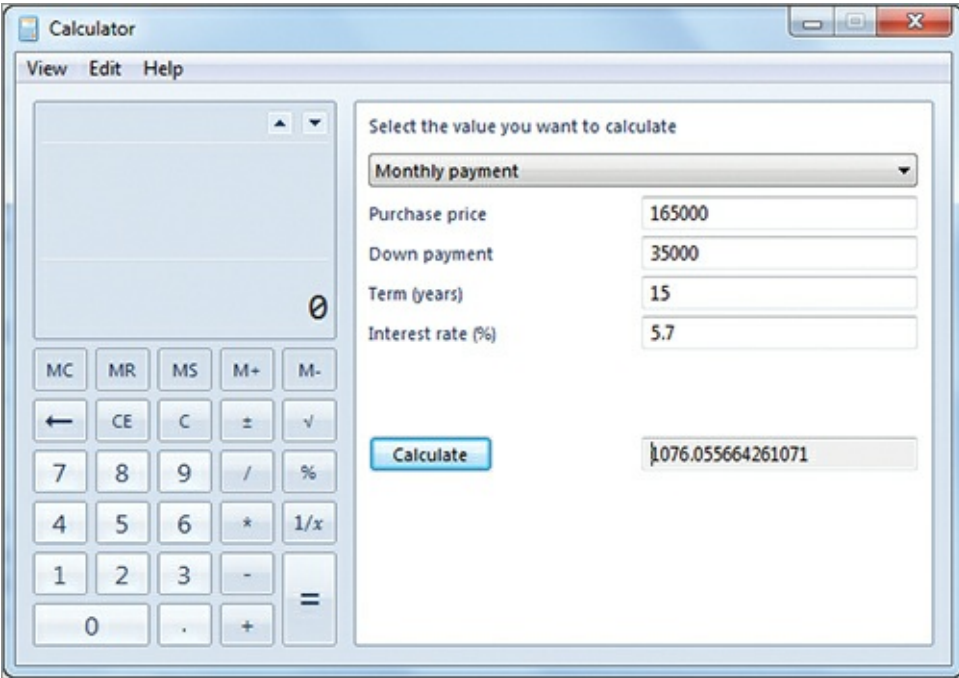 Calculator
View Edit Help
0
MC MR MS M+ M-
← CE C ± √
7 8 9 / %
4 5 6 * 1/x
1 2 3 - =
0 . +
Select the value you want to calculate
Monthly payment
Purchase price 165000
Down payment 35000
Term (years) 15
Interest rate (%) 5.7
Calculate 1076.055664261071